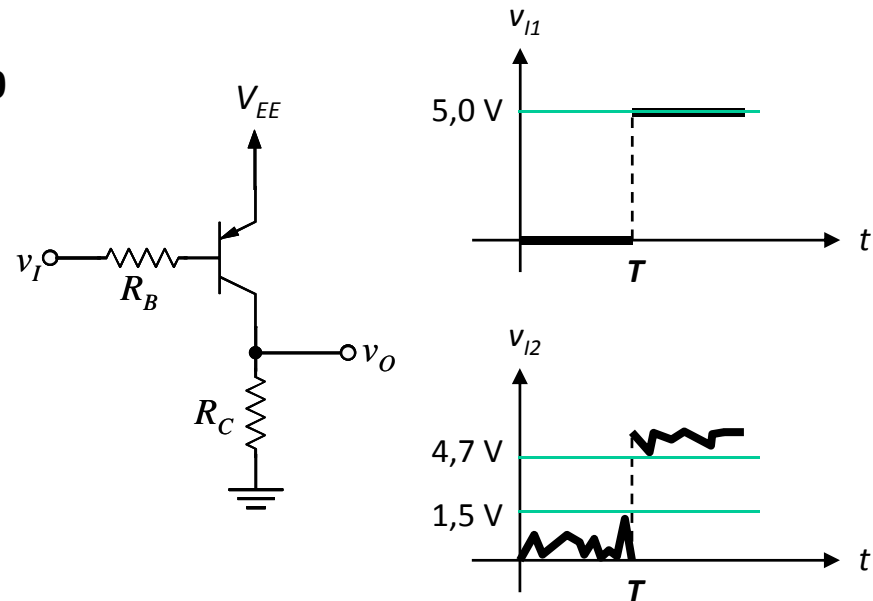 V_EE
v_I
R_B
v_O
R_C
v_I1
5,0 V
t
T
v_I2
4,7 V
1,5 V
t
T